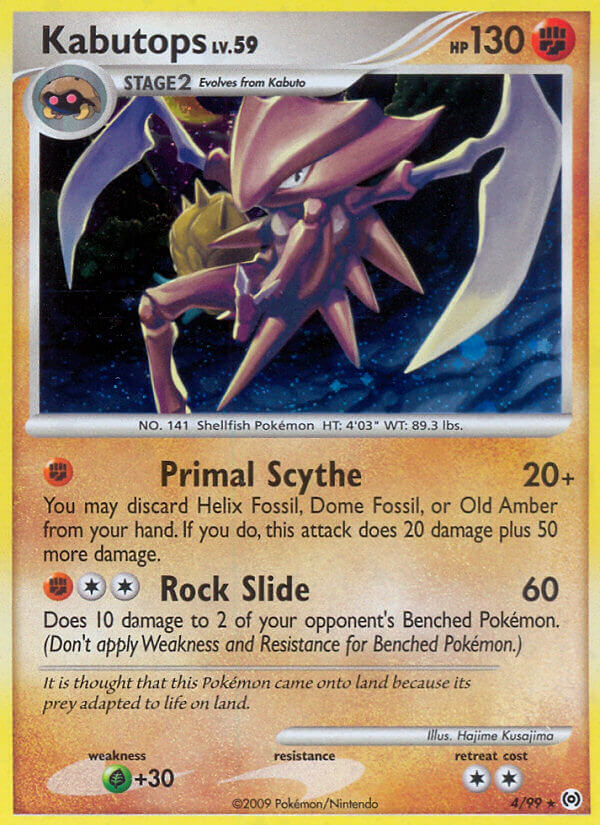 Kabutops LV.59 HP 130
STAGE2 Evolves from Kabuto
NO. 141 Shellfish Pokémon HT: 4'03" WT: 89.3 lbs.
Primal Scythe 20+
You may discard Helix Fossil, Dome Fossil, or Old Amber
from your hand. If you do, this attack does 20 damage plus 50
more damage.
Rock Slide 60
Does 10 damage to 2 of your opponent's Benched Pokémon.
(Don't apply Weakness and Resistance for Benched Pokémon.)
It is thought that this Pokémon came onto land because its
prey adapted to life on land.
Illus. Hajime Kusajima
weakness resistance retreat cost
+30
©2009 Pokémon/Nintendo 4/99 ★